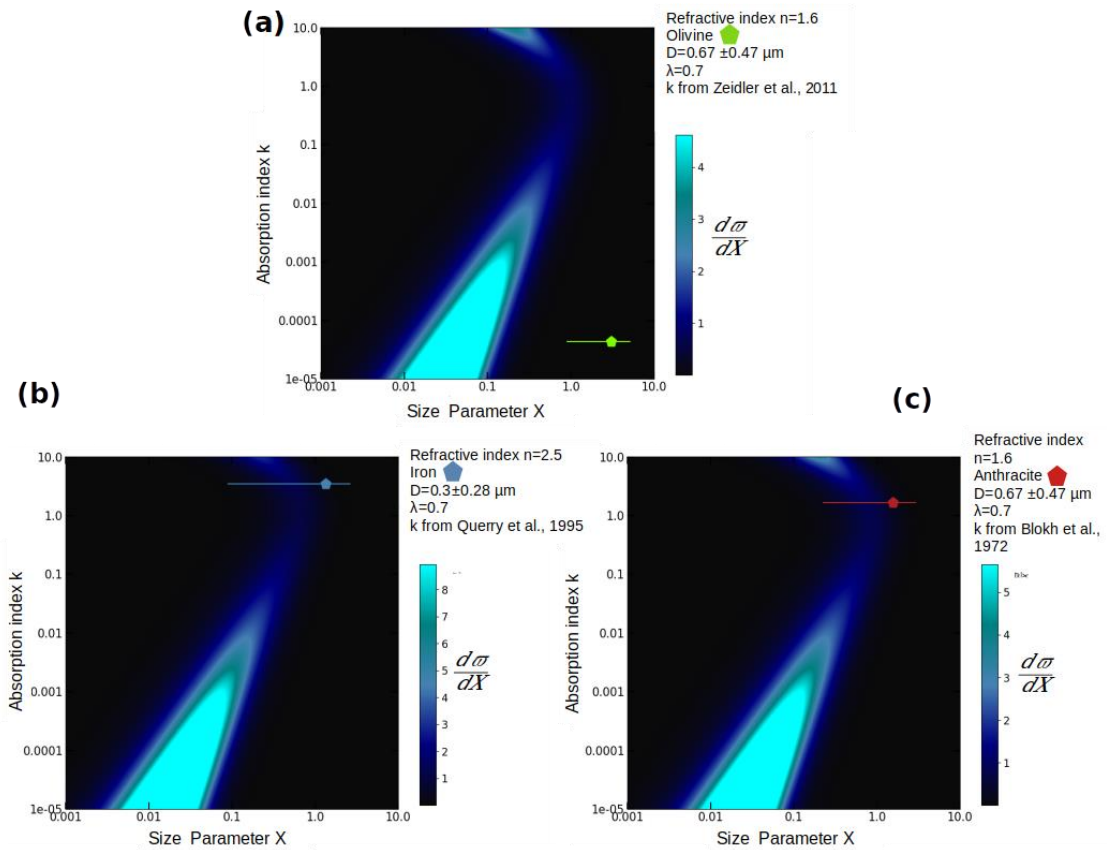 (a)
Refractive index n=1.6
Olivine
D=0.67 ±0.47 µm
λ=0.7
k from Zeidler et al., 2011
10.0
1.0
0.1
0.01
0.001
0.0001
1e-05
Absorption index k
0.001
0.01
0.1
1.0
10.0
Size Parameter X
4
3
2
1
dϖ
dX
(b)
Refractive index n=2.5
Iron
D=0.3±0.28 µm
λ=0.7
k from Querry et al., 1995
10.0
1.0
0.1
0.01
0.001
0.0001
1e-05
Absorption index k
0.001
0.01
0.1
1.0
10.0
Size Parameter X
8
7
6
5
4
3
2
1
dϖ
dX
(c)
Refractive index
n=1.6
Anthracite
D=0.67 ±0.47 µm
λ=0.7
k from Blokh et al.,
1972
10.0
1.0
0.1
0.01
0.001
0.0001
1e-05
Absorption index k
0.001
0.01
0.1
1.0
10.0
Size Parameter X
5
4
3
2
1
dϖ
dX